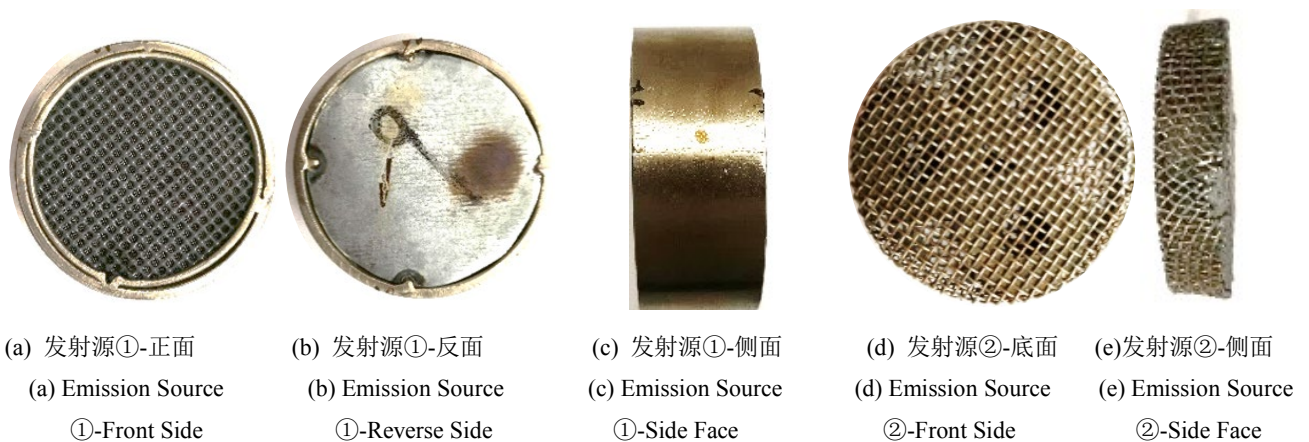 (a) 发射源①-正面
(b) 发射源①-反面
(c) 发射源①-侧面
(d) 发射源②-底面
(e)发射源②-侧面
(a) Emission Source
①-Front Side
(b) Emission Source
①-Reverse Side
(c) Emission Source
①-Side Face
(d) Emission Source
②-Front Side
(e) Emission Source
②-Side Face